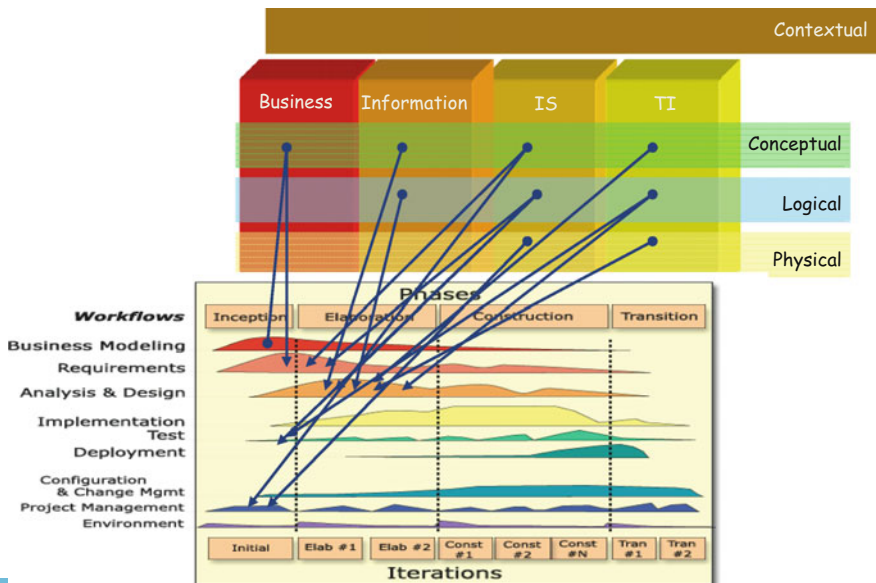 Contextual
Business
Information
IS
TI
Conceptual
Logical
Physical
Phases
Workflows
Inception
Elaboration
Construction
Transition
Business Modeling
Requirements
Analysis & Design
Implementation
Test
Deployment
Configuration
& Change Mgmt
Project Management
Environment
Initial
Elab #1
Elab #2
Const
#1
Const
#2
Const
#N
Tran
#1
Tran
#2
Iterations